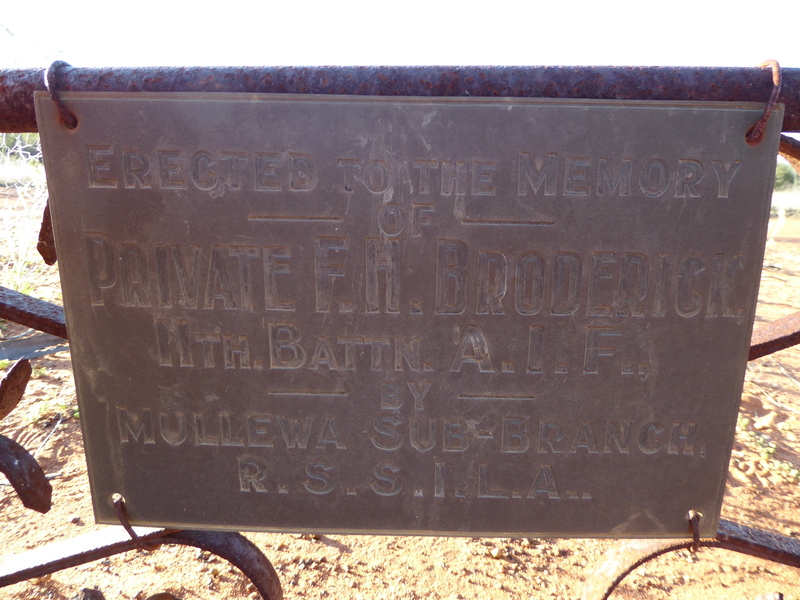 Erected to the Memory
of
Private F. H. Broderick,
11th. Battn. A. I. F.,
by
Mullewa Sub-Branch,
R. S. S. I. L. A..